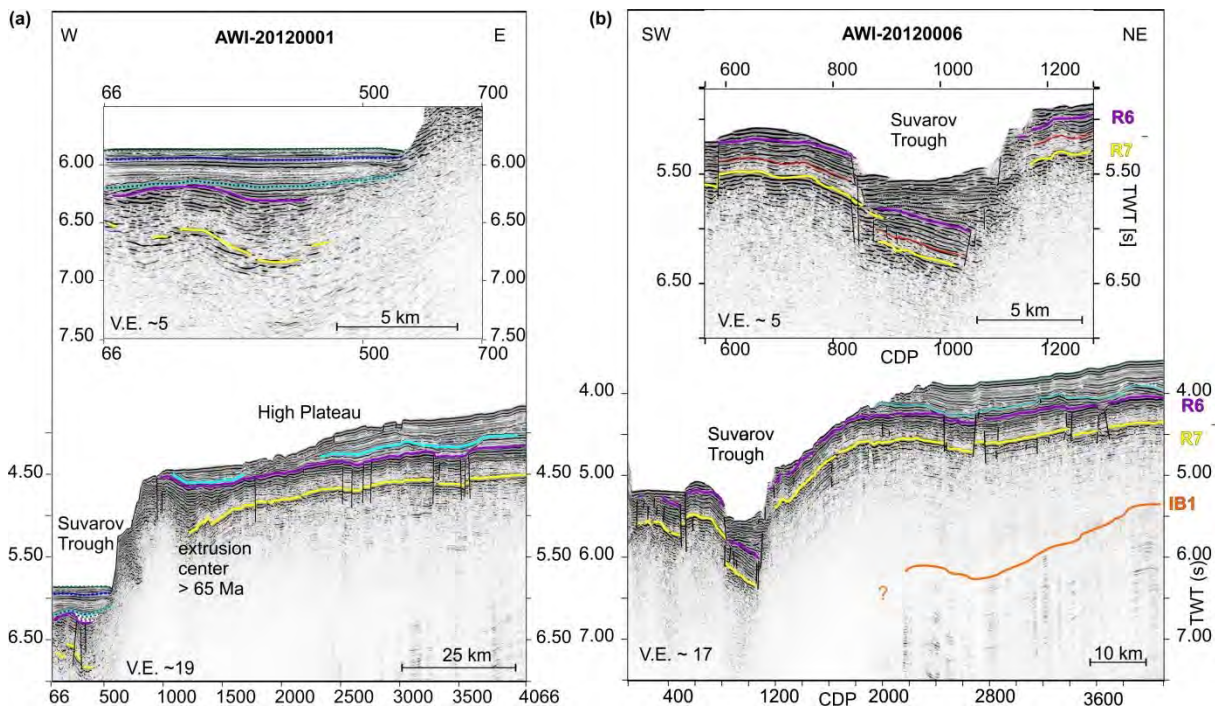 (a)
W
AWI-20120001
E
66
500
700
6.00
6.50
7.00
7.50
6.00
6.50
7.00
7.50
V.E. ~5
5 km
66
500
700
High Plateau
4.50
5.50
6.50
4.50
5.50
6.50
Suvarov
Trough
extrusion
center
> 65 Ma
V.E. ~19
25 km
66
500
1000
1500
2000
2500
3000
3500
4066
(b)
SW
AWI-20120006
NE
600
800
1000
1200
Suvarov
Trough
R6
R7
5.50
6.50
5.50
6.50
TWT [s]
V.E. ~ 5
5 km
600
800
1000
1200
CDP
4.00
5.00
6.00
7.00
4.00
5.00
6.00
7.00
Suvarov
Trough
R6
R7
IB1
?
TWT (s)
V.E. ~ 17
10 km
400
1200
2000
CDP
2800
3600